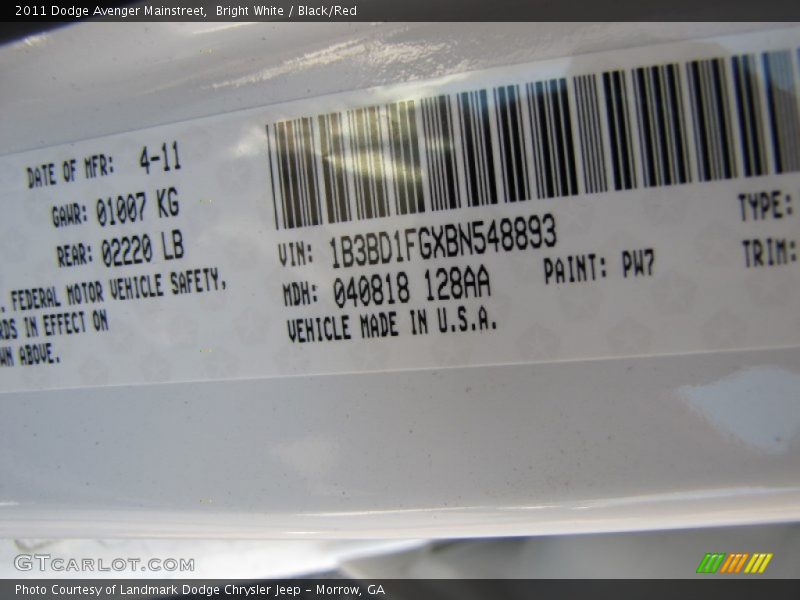 2011 Dodge Avenger Mainstreet,  Bright White / Black/Red
DATE OF MFR: 4-11
GAWR: 01007 KG
REAR: 02220 LB
. FEDERAL MOTOR VEHICLE SAFETY,
RDS IN EFFECT ON
WN ABOVE.
VIN: 1B3BD1FGXBN548893
MDH: 040818 128AA
VEHICLE MADE IN U.S.A.
PAINT: PW7
TYPE:
TRIM:
GTCARLOT.COM
Photo Courtesy of Landmark Dodge Chrysler Jeep – Morrow, GA